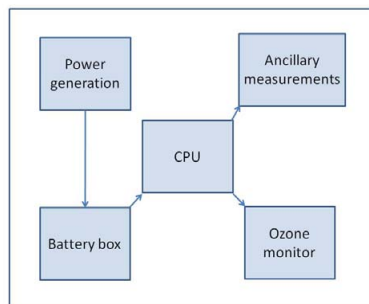 Power
generation
Ancillary
measurements
CPU
Battery box
Ozone
monitor